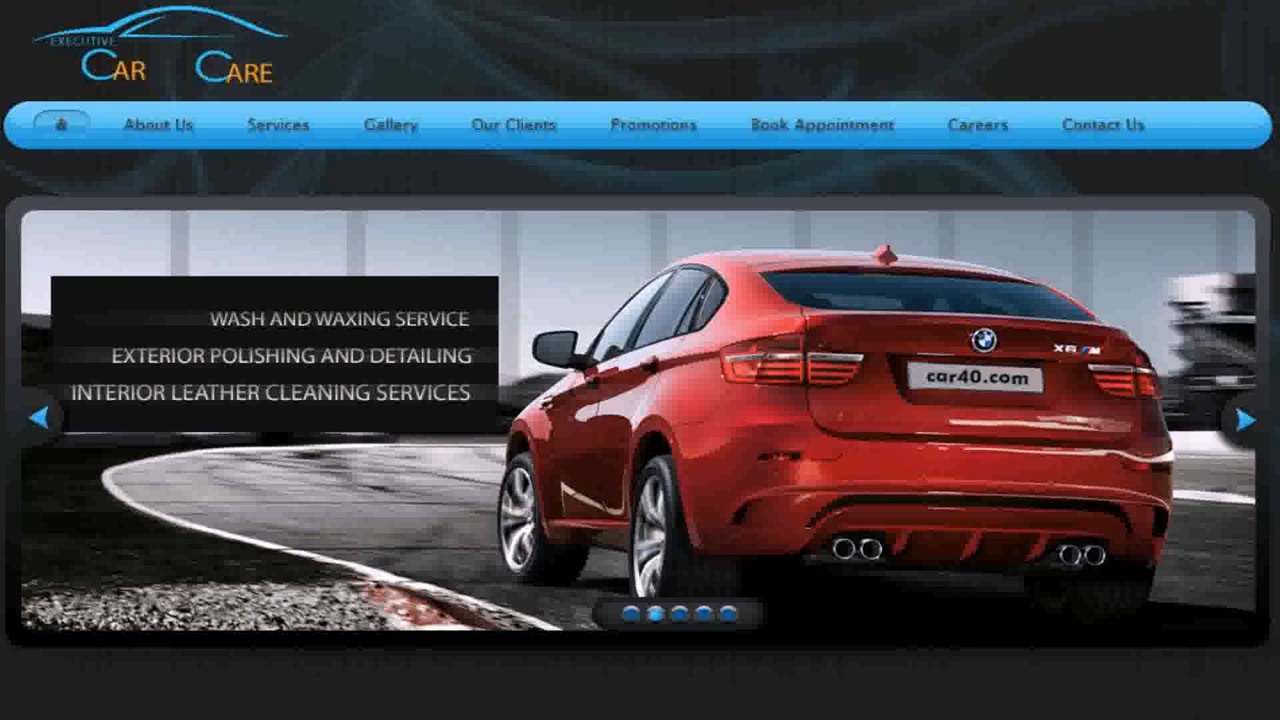 EXECUTIVE
CAR CARE
About Us Services Gallery Our Clients Promotions Book Appointment Careers Contact Us
WASH AND WAXING SERVICE
EXTERIOR POLISHING AND DETAILING
INTERIOR LEATHER CLEANING SERVICES
X6 M
car40.com